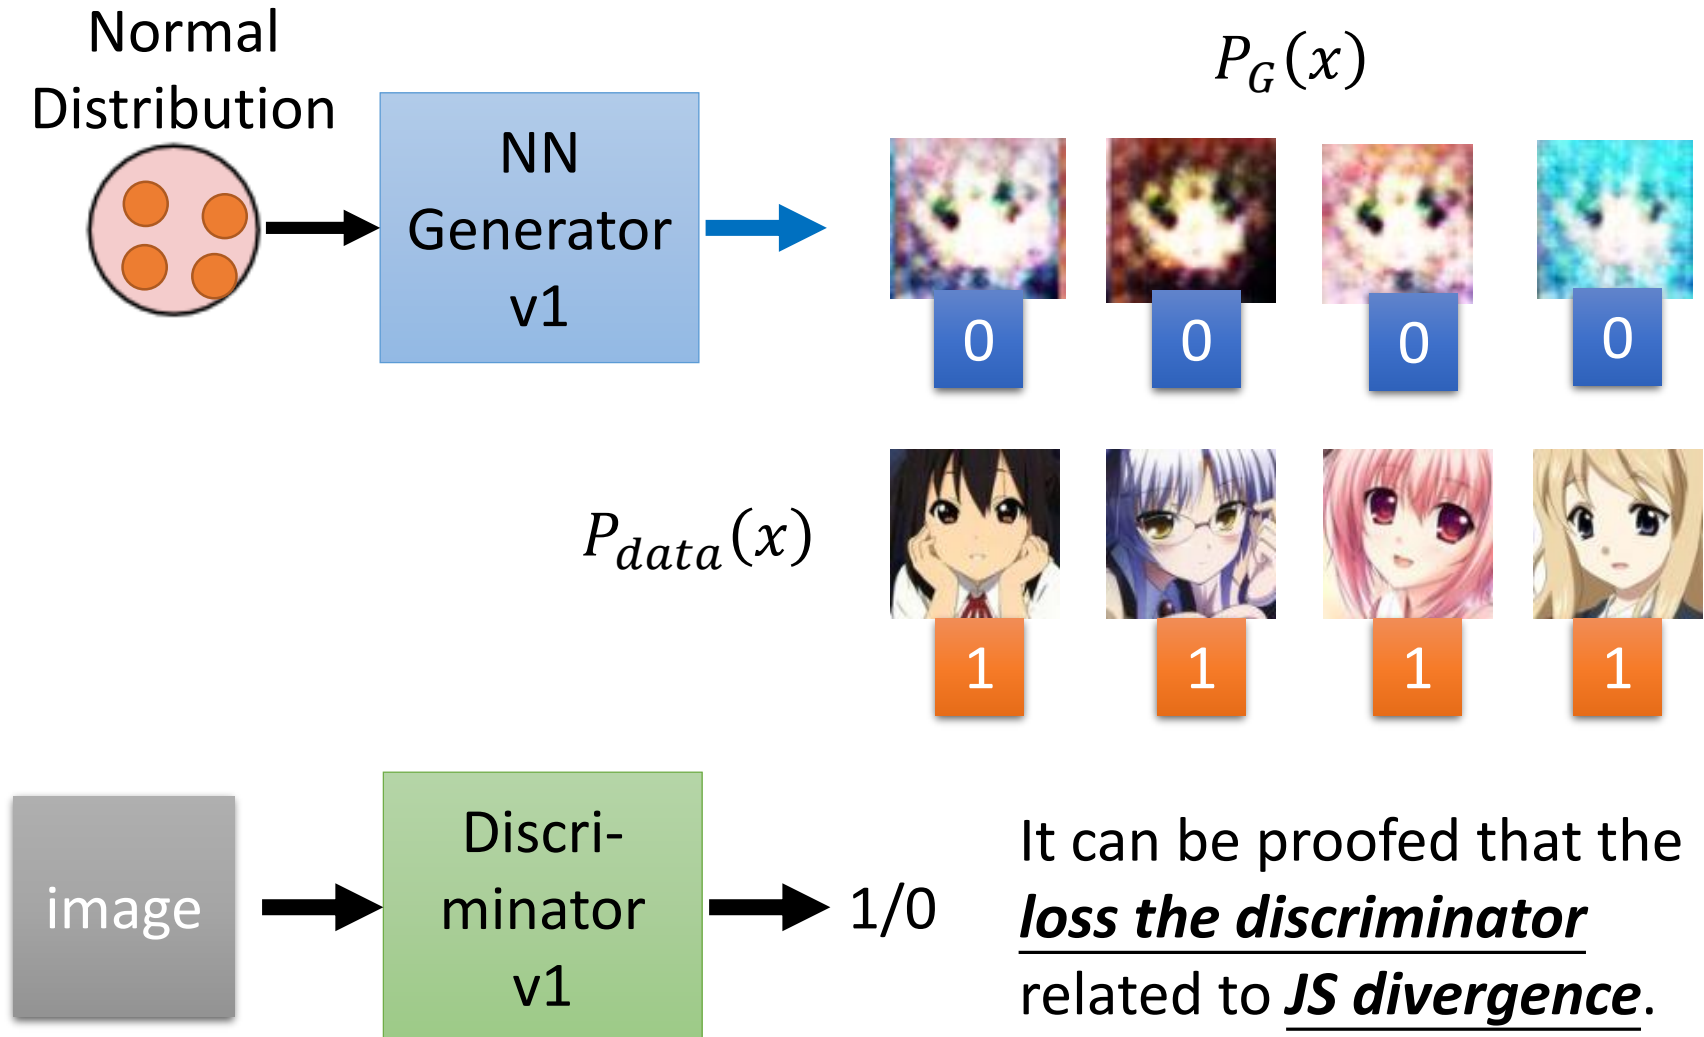 Normal
Distribution
NN
Generator
v1
P_G(x)
0 0 0 0
P_data(x)
1 1 1 1
image
Discri-
minator
v1
1/0
It can be proofed that the
loss the discriminator
related to JS divergence.